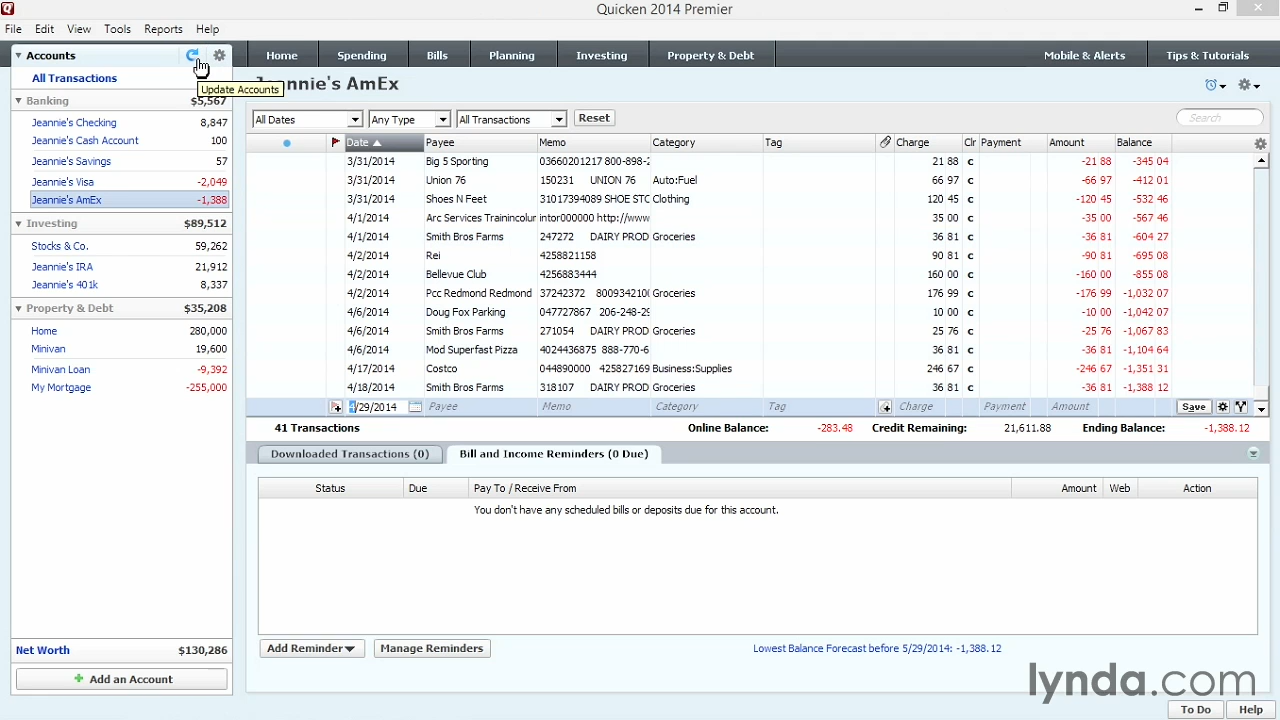 Quicken 2014 Premier
File Edit View Tools Reports Help
Accounts
Home Spending Bills Planning Investing Property & Debt Mobile & Alerts Tips & Tutorials
Update Accounts
All Transactions
Banking $5,567
Jeannie's Checking 8,847
Jeannie's Cash Account 100
Jeannie's Savings 57
Jeannie's Visa -2,049
Jeannie's AmEx -1,388
Investing $89,512
Stocks & Co. 59,262
Jeannie's IRA 21,912
Jeannie's 401k 8,337
Property & Debt $35,208
Home 280,000
Minivan 19,600
Minivan Loan -9,392
My Mortgage -255,000
Net Worth $130,286
Add an Account
nnie's AmEx
All Dates Any Type All Transactions Reset Search
Date Payee Memo Category Tag Charge Clr Payment Amount Balance
3/31/2014 Big 5 Sporting 03660201217 800-898-2 21 88 c -21 88 -345 04
3/31/2014 Union 76 150231 UNION 76 Auto:Fuel 66 97 c -66 97 -412 01
3/31/2014 Shoes N Feet 31017394089 SHOE STC Clothing 120 45 c -120 45 -532 46
4/1/2014 Arc Services Trainincolum intor000000 http://www 35 00 c -35 00 -567 46
4/1/2014 Smith Bros Farms 247272 DAIRY PROD Groceries 36 81 c -36 81 -604 27
4/2/2014 Rei 4258821158 90 81 c -90 81 -695 08
4/2/2014 Bellevue Club 4256883444 160 00 c -160 00 -855 08
4/2/2014 Pcc Redmond Redmond 37242372 8009342100 Groceries 176 99 c -176 99 -1,032 07
4/6/2014 Doug Fox Parking 047727867 206-248-29 10 00 c -10 00 -1,042 07
4/6/2014 Smith Bros Farms 271054 DAIRY PROD Groceries 25 76 c -25 76 -1,067 83
4/6/2014 Mod Superfast Pizza 4024436875 888-770-6 36 81 c -36 81 -1,104 64
4/17/2014 Costco 044890000 425827169 Business:Supplies 246 67 c -246 67 -1,351 31
4/18/2014 Smith Bros Farms 318107 DAIRY PROD Groceries 36 81 c -36 81 -1,388 12
4/29/2014 Payee Memo Category Tag Charge Payment Amount Save
41 Transactions Online Balance: -283.48 Credit Remaining: 21,611.88 Ending Balance: -1,388.12
Downloaded Transactions (0) Bill and Income Reminders (0 Due)
Status Due Pay To / Receive From Amount Web Action
You don't have any scheduled bills or deposits due for this account.
Add Reminder Manage Reminders Lowest Balance Forecast before 5/29/2014: -1,388.12
lynda.com
To Do Help